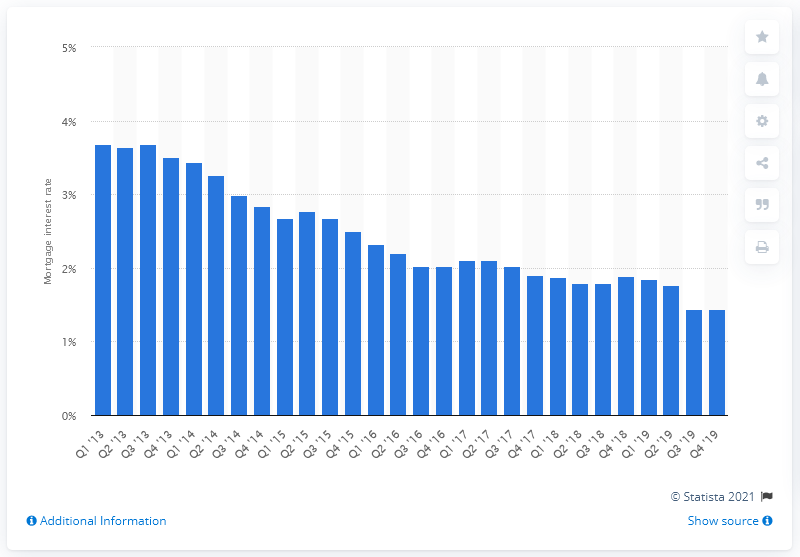 5%
4%
3%
2%
1%
0%
Mortgage interest rate
Q1 '13
Q2 '13
Q3 '13
Q4 '13
Q1 '14
Q2 '14
Q3 '14
Q4 '14
Q1 '15
Q2 '15
Q3 '15
Q4 '15
Q1 '16
Q2 '16
Q3 '16
Q4 '16
Q1 '17
Q2 '17
Q3 '17
Q4 '17
Q1 '18
Q2 '18
Q3 '18
Q4 '18
Q1 '19
Q2 '19
Q3 '19
Q4 '19
© Statista 2021
Additional Information
Show source